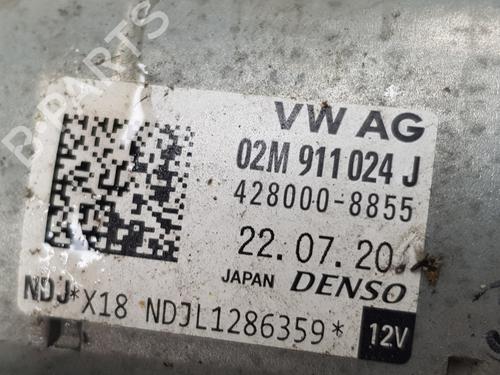 VW AG
02M 911 024 J
428000-8855
22.07.20
JAPAN DENSO
NDJ*X18 NDJL1286359* 12V
B-PARTS